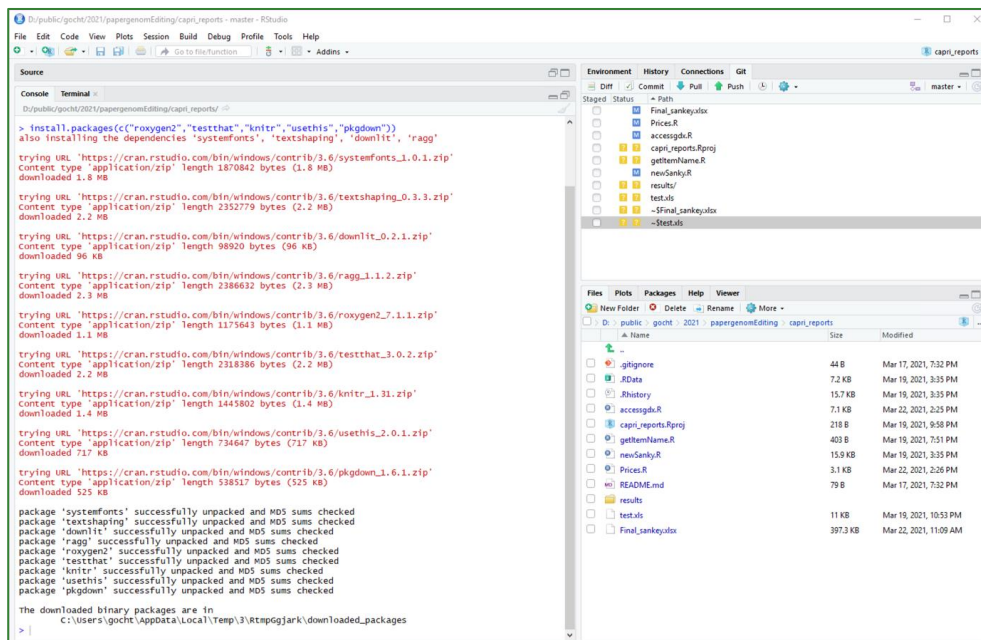 D:/public/gocht/2021/papergenomEditing/capri_reports - master - RStudio
File Edit Code View Plots Session Build Debug Profile Tools Help
Go to file/function Addins capri_reports
Source
Console Terminal
D:/public/gocht/2021/papergenomEditing/capri_reports/
> install.packages(c("roxygen2","testthat","knitr","usethis","pkgdown"))
also installing the dependencies ‘systemfonts’, ‘textshaping’, ‘downlit’, ‘ragg’
trying URL 'https://cran.rstudio.com/bin/windows/contrib/3.6/systemfonts_1.0.1.zip'
Content type 'application/zip' length 1870842 bytes (1.8 MB)
downloaded 1.8 MB
trying URL 'https://cran.rstudio.com/bin/windows/contrib/3.6/textshaping_0.3.3.zip'
Content type 'application/zip' length 2352779 bytes (2.2 MB)
downloaded 2.2 MB
trying URL 'https://cran.rstudio.com/bin/windows/contrib/3.6/downlit_0.2.1.zip'
Content type 'application/zip' length 98920 bytes (96 KB)
downloaded 96 KB
trying URL 'https://cran.rstudio.com/bin/windows/contrib/3.6/ragg_1.1.2.zip'
Content type 'application/zip' length 2386632 bytes (2.3 MB)
downloaded 2.3 MB
trying URL 'https://cran.rstudio.com/bin/windows/contrib/3.6/roxygen2_7.1.1.zip'
Content type 'application/zip' length 1175643 bytes (1.1 MB)
downloaded 1.1 MB
trying URL 'https://cran.rstudio.com/bin/windows/contrib/3.6/testthat_3.0.2.zip'
Content type 'application/zip' length 2318386 bytes (2.2 MB)
downloaded 2.2 MB
trying URL 'https://cran.rstudio.com/bin/windows/contrib/3.6/knitr_1.31.zip'
Content type 'application/zip' length 1445802 bytes (1.4 MB)
downloaded 1.4 MB
trying URL 'https://cran.rstudio.com/bin/windows/contrib/3.6/usethis_2.0.1.zip'
Content type 'application/zip' length 734647 bytes (717 KB)
downloaded 717 KB
trying URL 'https://cran.rstudio.com/bin/windows/contrib/3.6/pkgdown_1.6.1.zip'
Content type 'application/zip' length 538517 bytes (525 KB)
downloaded 525 KB
package ‘systemfonts’ successfully unpacked and MD5 sums checked
package ‘textshaping’ successfully unpacked and MD5 sums checked
package ‘downlit’ successfully unpacked and MD5 sums checked
package ‘ragg’ successfully unpacked and MD5 sums checked
package ‘roxygen2’ successfully unpacked and MD5 sums checked
package ‘testthat’ successfully unpacked and MD5 sums checked
package ‘knitr’ successfully unpacked and MD5 sums checked
package ‘usethis’ successfully unpacked and MD5 sums checked
package ‘pkgdown’ successfully unpacked and MD5 sums checked
The downloaded binary packages are in
C:\Users\gocht\AppData\Local\Temp\3\RtmpGgjark\downloaded_packages
>
Environment History Connections Git
Diff Commit Pull Push master
Staged Status Path
M Final_sankey.xlsx
M Prices.R
M accessgdx.R
? ? capri_reports.Rproj
? ? getItemName.R
M newSanky.R
? ? results/
? ? test.xls
? ? ~$Final_sankey.xlsx
? ? ~$test.xls
Files Plots Packages Help Viewer
New Folder Delete Rename More
D: public gocht 2021 papergenomEditing capri_reports
Name Size Modified
..
.gitignore 44 B Mar 17, 2021, 7:32 PM
.RData 7.2 KB Mar 19, 2021, 3:35 PM
.Rhistory 15.7 KB Mar 19, 2021, 3:35 PM
accessgdx.R 7.1 KB Mar 22, 2021, 2:25 PM
capri_reports.Rproj 218 B Mar 19, 2021, 9:58 PM
getItemName.R 403 B Mar 19, 2021, 7:51 PM
newSanky.R 15.9 KB Mar 19, 2021, 3:35 PM
Prices.R 3.1 KB Mar 22, 2021, 2:26 PM
README.md 79 B Mar 17, 2021, 7:32 PM
results
test.xls 11 KB Mar 19, 2021, 10:53 PM
Final_sankey.xlsx 397.3 KB Mar 22, 2021, 11:09 AM